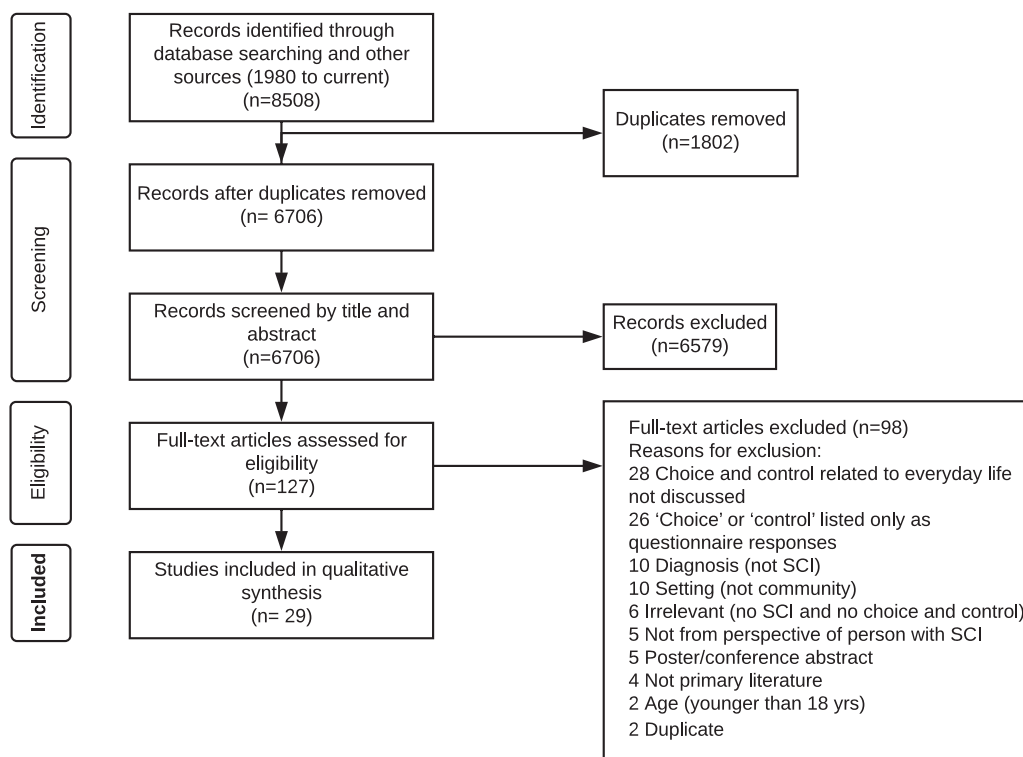 Identification
Records identified through
database searching and other
sources (1980 to current)
(n=8508)
Duplicates removed
(n=1802)
Screening
Records after duplicates removed
(n= 6706)
Records screened by title and
abstract
(n=6706)
Records excluded
(n=6579)
Eligibility
Full-text articles assessed for
eligibility
(n=127)
Full-text articles excluded (n=98)
Reasons for exclusion:
28 Choice and control related to everyday life
not discussed
26 ‘Choice’ or ‘control’ listed only as
questionnaire responses
10 Diagnosis (not SCI)
10 Setting (not community)
6 Irrelevant (no SCI and no choice and control)
5 Not from perspective of person with SCI
5 Poster/conference abstract
4 Not primary literature
2 Age (younger than 18 yrs)
2 Duplicate
Included
Studies included in qualitative
synthesis
(n= 29)